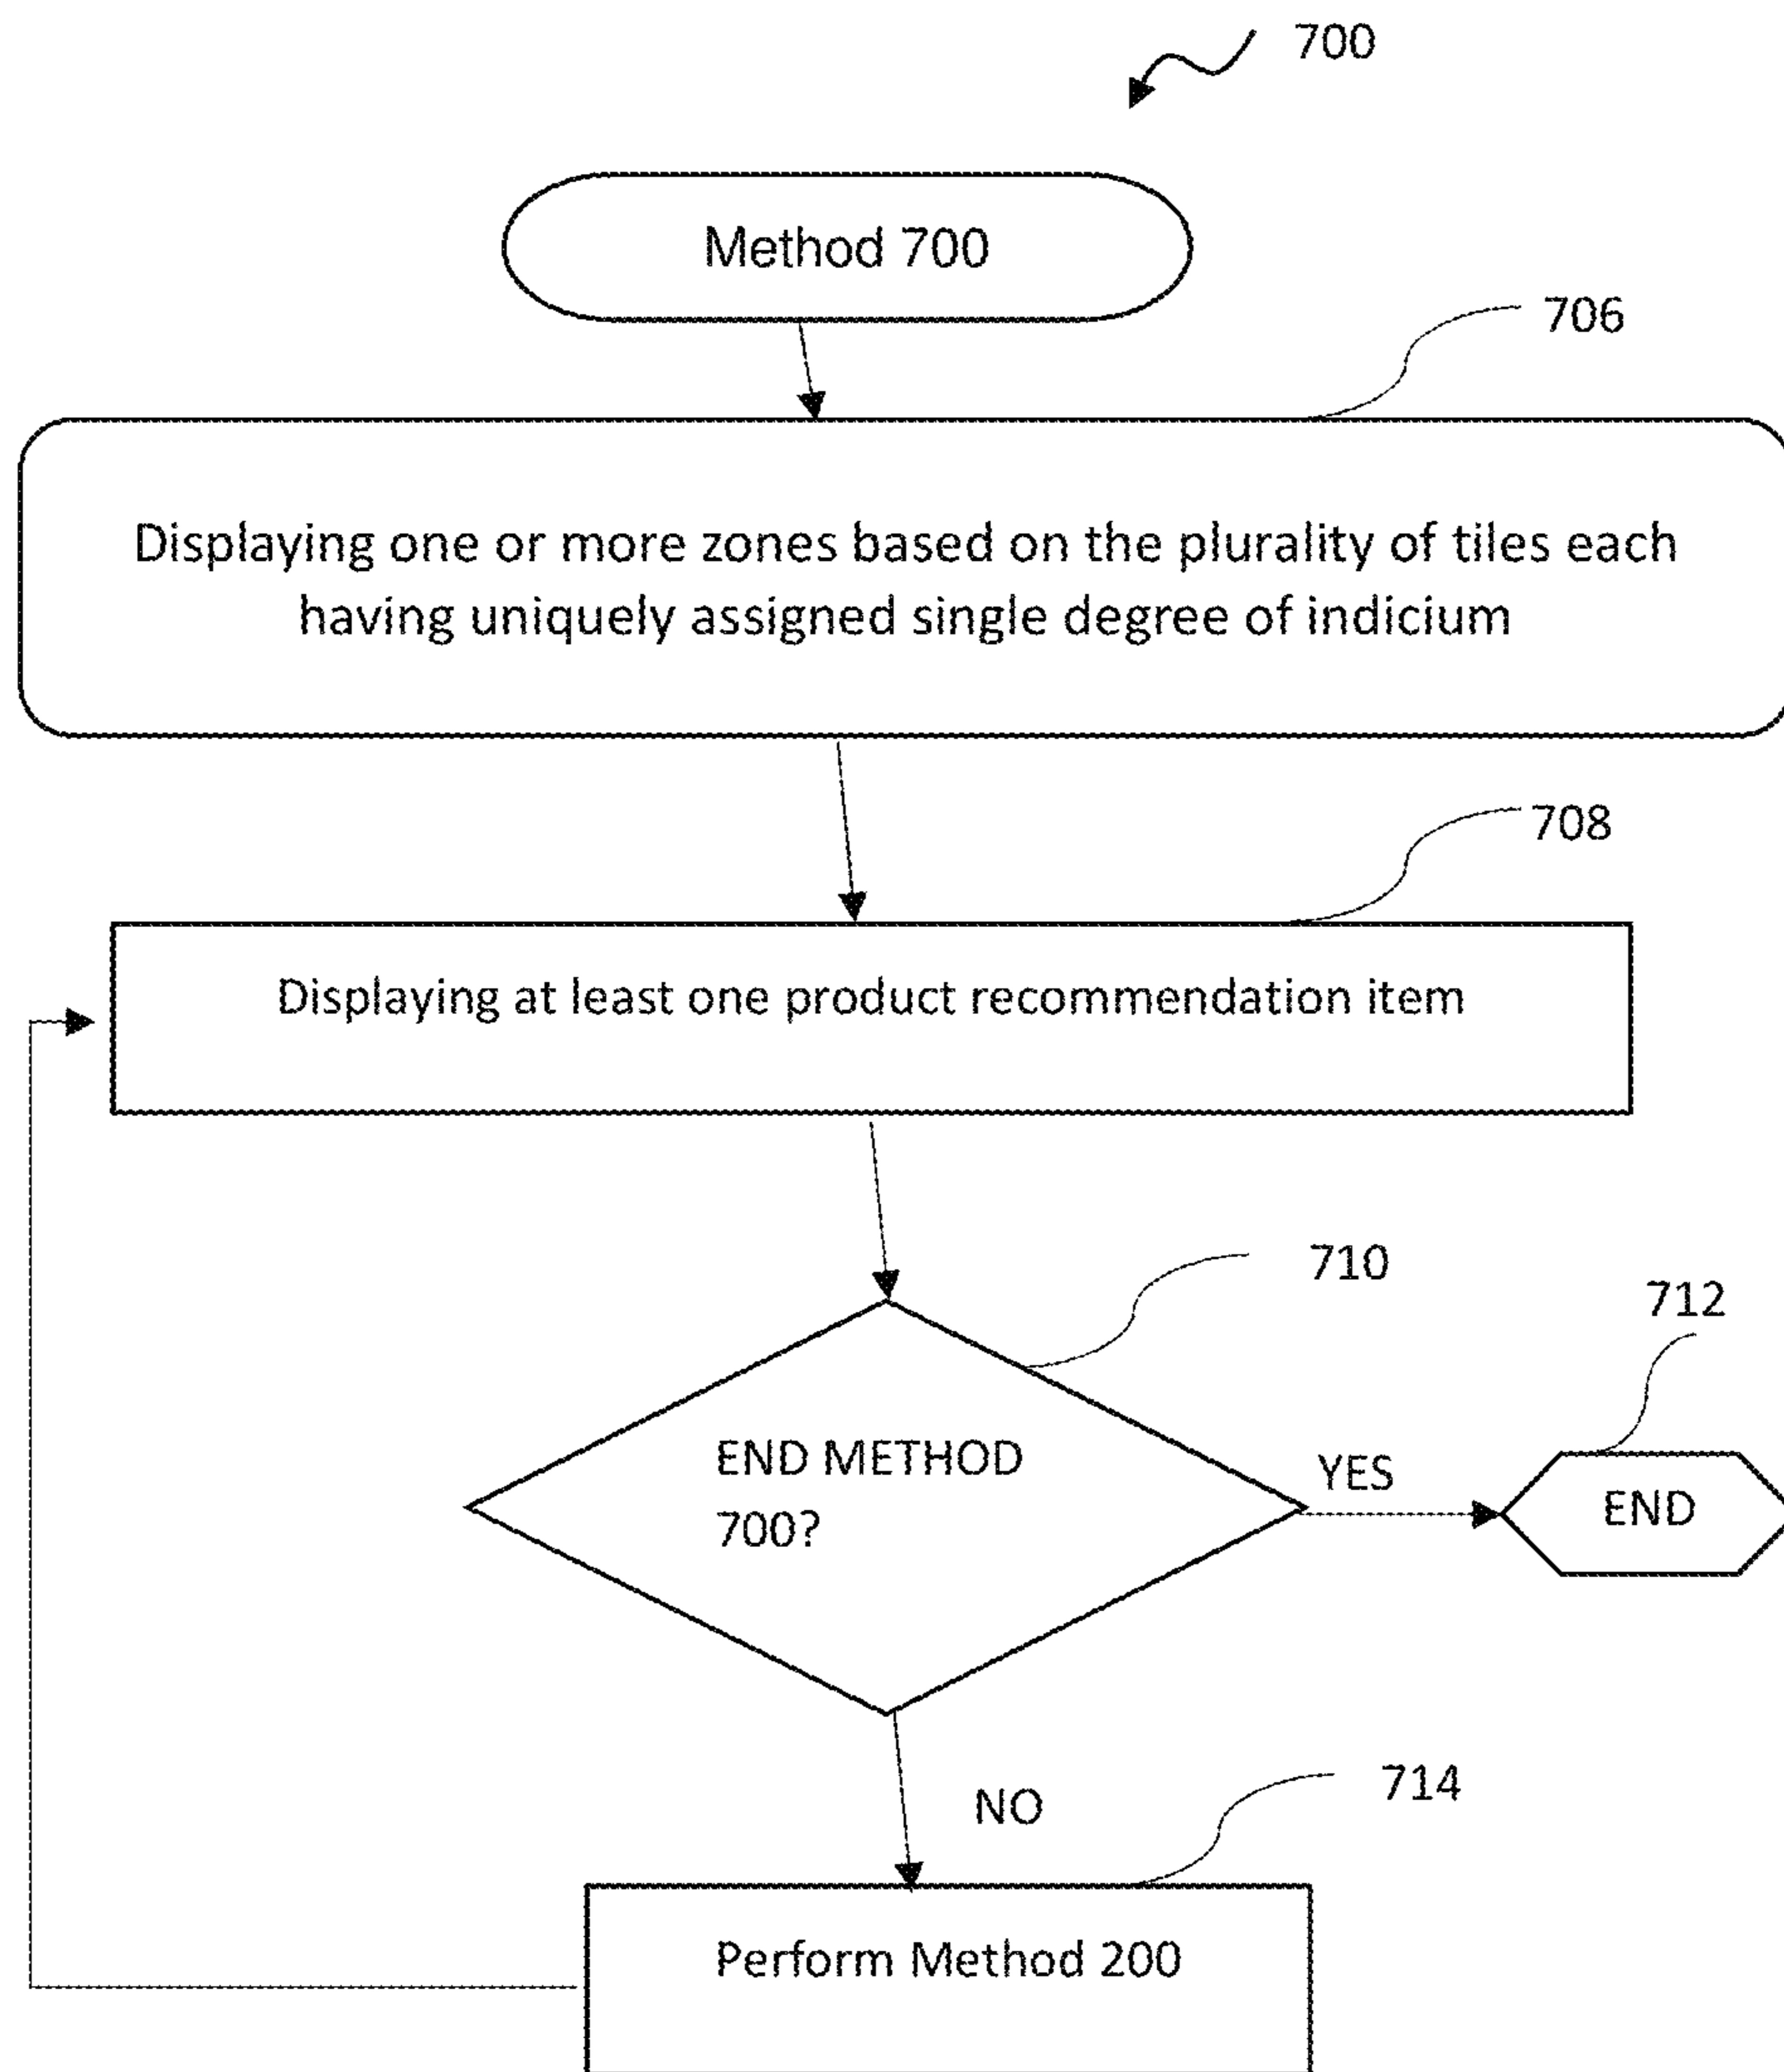 700
Method 700
706
Displaying one or more zones based on the plurality of tiles each
having uniquely assigned single degree of indicium
708
Displaying at least one product recommendation item
710
712
END METHOD
700?
YES
END
NO
714
Perform Method 200